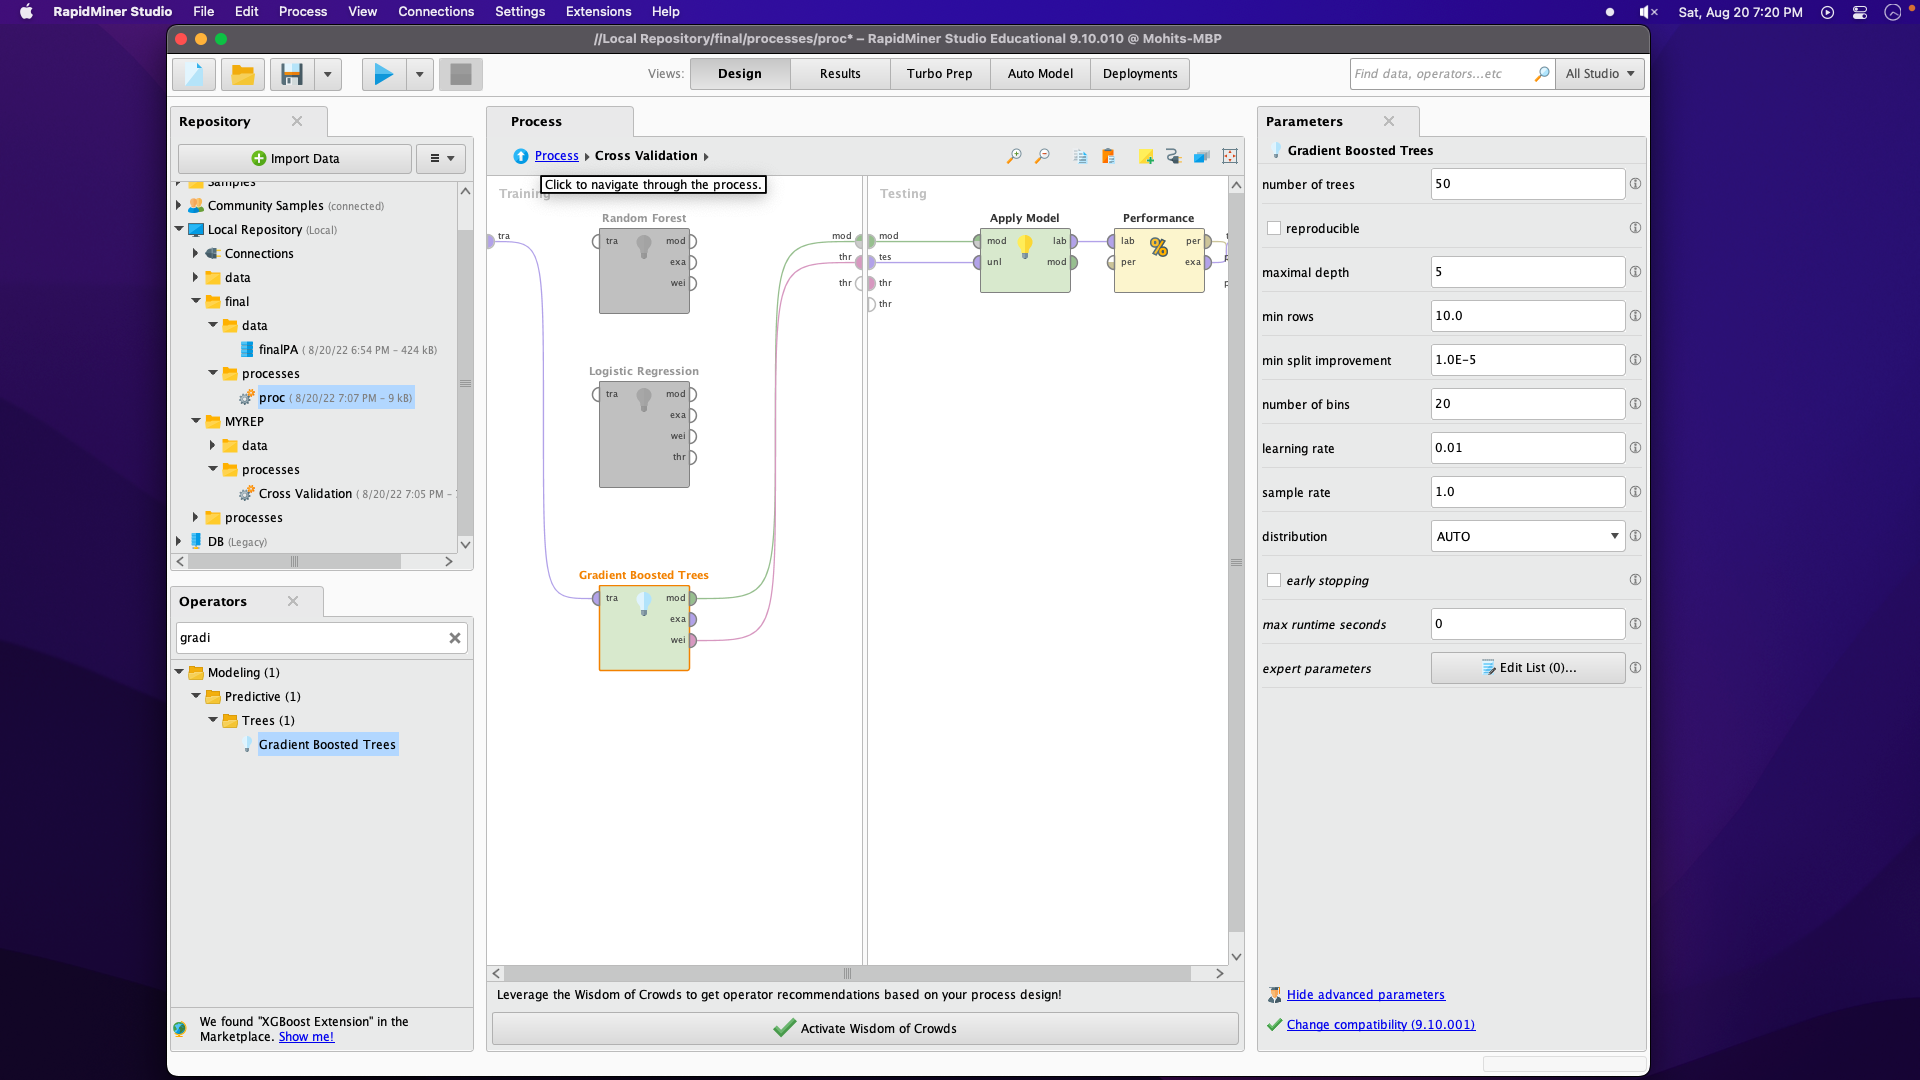 RapidMiner Studio File Edit Process View Connections Settings Extensions Help
Sat, Aug 20 7:20 PM
//Local Repository/final/processes/proc* – RapidMiner Studio Educational 9.10.010 @ Mohits-MBP
Views: Design Results Turbo Prep Auto Model Deployments
Find data, operators...etc
All Studio
Repository
Import Data
Samples
Community Samples (connected)
Local Repository (Local)
Connections
data
final
data
finalPA ( 8/20/22 6:54 PM – 424 kB)
processes
proc ( 8/20/22 7:07 PM – 9 kB)
MYREP
data
processes
Cross Validation ( 8/20/22 7:05 PM –
processes
DB (Legacy)
Operators
gradi
Modeling (1)
Predictive (1)
Trees (1)
Gradient Boosted Trees
We found "XGBoost Extension" in the
Marketplace. Show me!
Process
Process Cross Validation
Click to navigate through the process.
Training
tra
Random Forest
tra mod
exa
wei
Logistic Regression
tra mod
exa
wei
thr
Gradient Boosted Trees
tra mod
exa
wei
mod
thr
thr
Testing
mod
tes
thr
thr
Apply Model
mod lab
unl mod
Performance
lab per
per exa
Leverage the Wisdom of Crowds to get operator recommendations based on your process design!
Activate Wisdom of Crowds
Parameters
Gradient Boosted Trees
number of trees 50
reproducible
maximal depth 5
min rows 10.0
min split improvement 1.0E-5
number of bins 20
learning rate 0.01
sample rate 1.0
distribution AUTO
early stopping
max runtime seconds 0
expert parameters Edit List (0)...
Hide advanced parameters
Change compatibility (9.10.001)